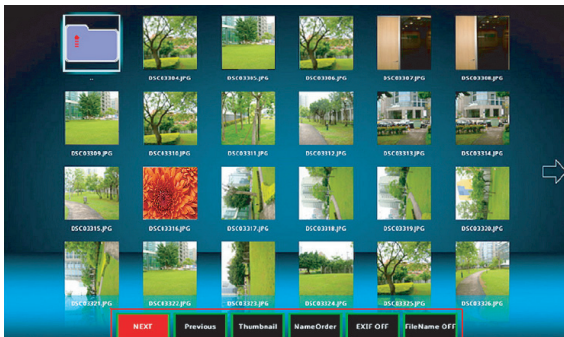 ..
DSC03304.JPG
DSC03305.JPG
DSC03306.JPG
DSC03307.JPG
DSC03308.JPG
DSC03309.JPG
DSC03310.JPG
DSC03311.JPG
DSC03312.JPG
DSC03313.JPG
DSC03314.JPG
DSC03315.JPG
DSC03316.JPG
DSC03317.JPG
DSC03318.JPG
DSC03319.JPG
DSC03320.JPG
DSC03321.JPG
DSC03322.JPG
DSC03323.JPG
DSC03324.JPG
DSC03325.JPG
DSC03326.JPG
NEXT
Previous
Thumbnail
NameOrder
EXIF OFF
FileName OFF